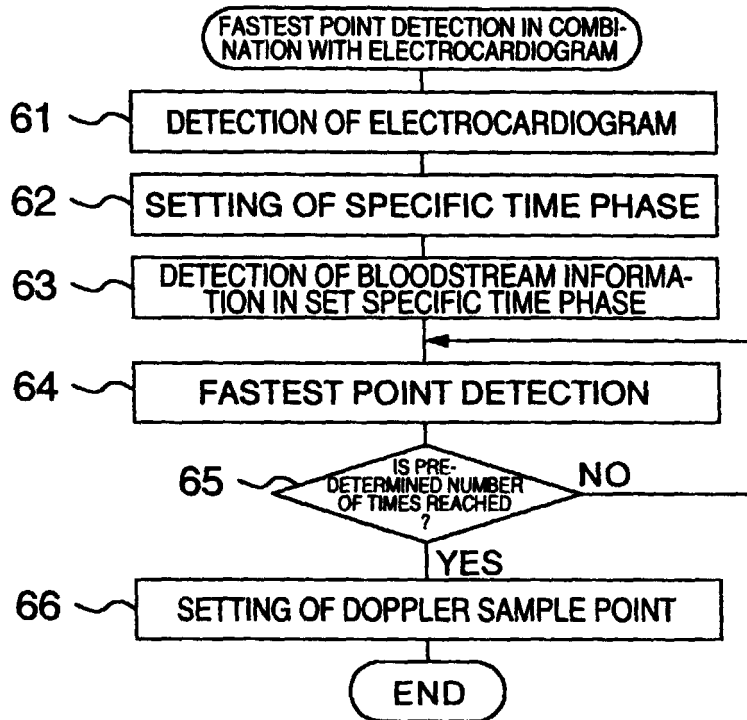 FASTEST POINT DETECTION IN COMBI-
NATION WITH ELECTROCARDIOGRAM
61 DETECTION OF ELECTROCARDIOGRAM
62 SETTING OF SPECIFIC TIME PHASE
63 DETECTION OF BLOODSTREAM INFORMA-
TION IN SET SPECIFIC TIME PHASE
64 FASTEST POINT DETECTION
65 IS PRE-
DETERMINED NUMBER
OF TIMES REACHED
?
NO
YES
66 SETTING OF DOPPLER SAMPLE POINT
END